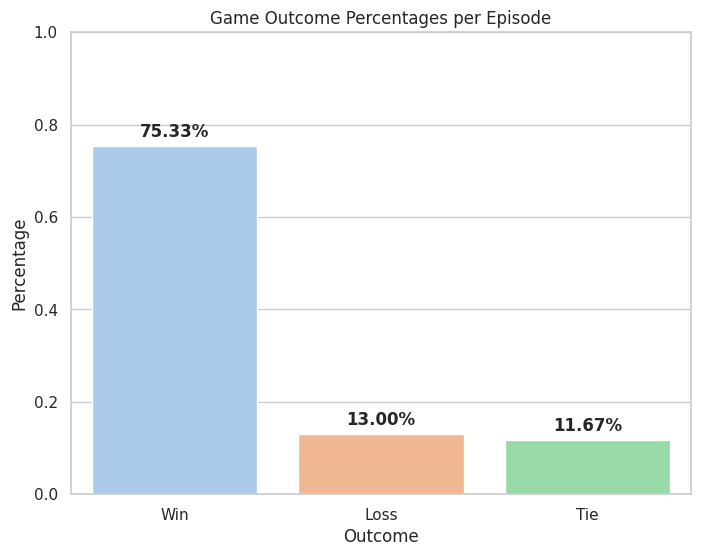 Game Outcome Percentages per Episode
1.0
0.8
0.6
0.4
0.2
0.0
Percentage
75.33%
13.00%
11.67%
Win
Loss
Tie
Outcome